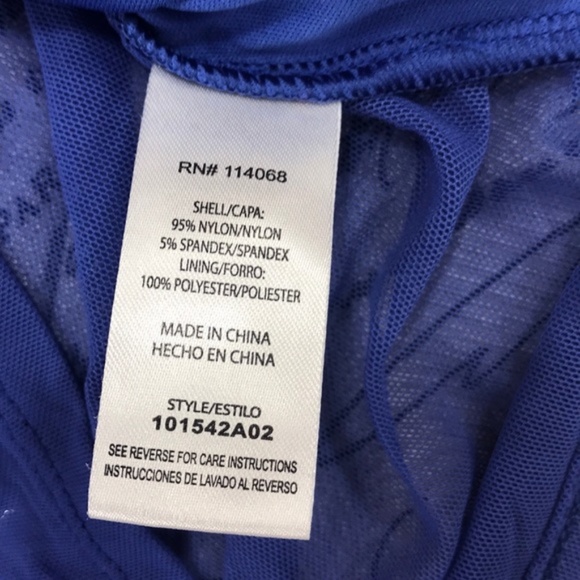 RN# 114068
SHELL/CAPA:
95% NYLON/NYLON
5% SPANDEX/SPANDEX
LINING/FORRO:
100% POLYESTER/POLIESTER
MADE IN CHINA
HECHO EN CHINA
STYLE/ESTILO
101542A02
SEE REVERSE FOR CARE INSTRUCTIONS
INSTRUCCIONES DE LAVADO AL REVERSO